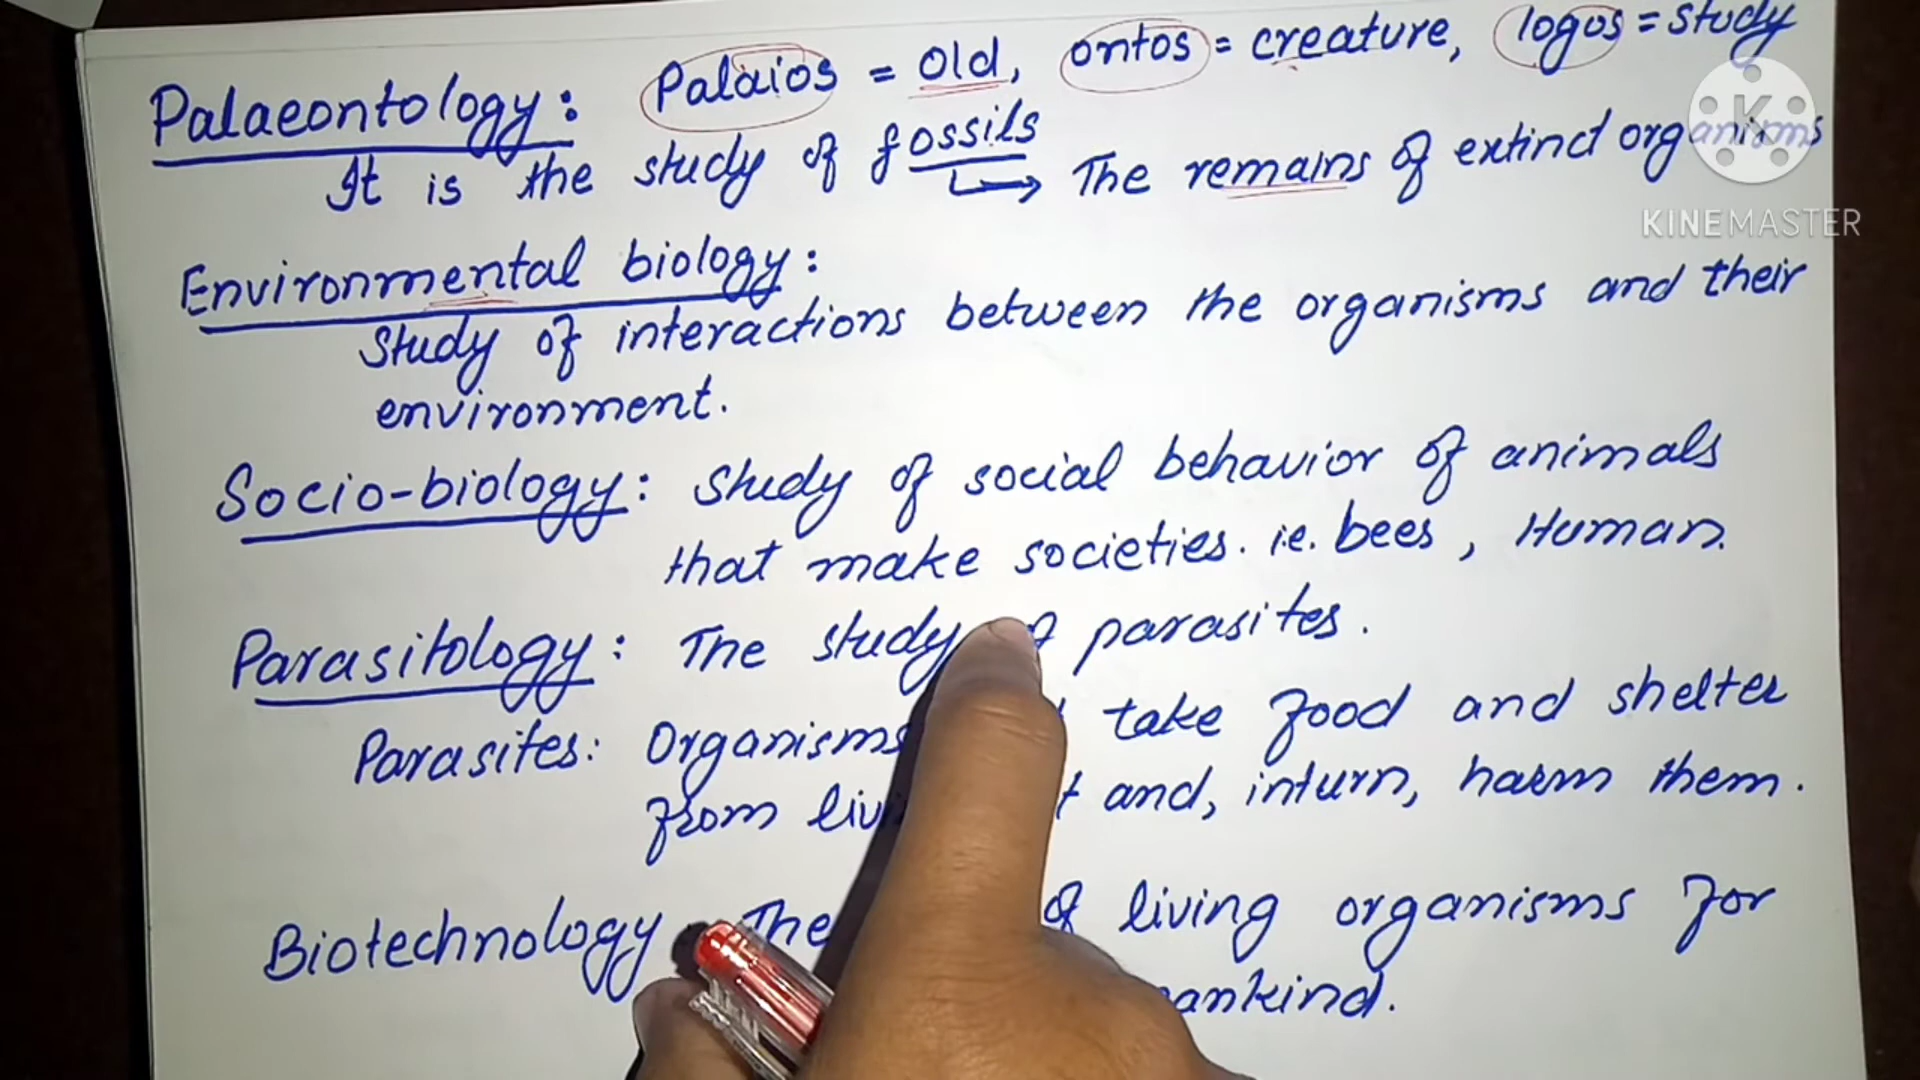 Palaeontology: Palaios = Old, ontos = creature, logos = study
It is the study of fossils → The remains of extinct organisms
KINEMASTER
Environmental biology:
Study of interactions between the organisms and their
environment.
Socio-biology: Study of social behavior of animals
that make societies. i.e. bees, Human.
Parasitology: The study of parasites.
Parasites: Organisms take food and shelter
from and, inturn, harm them.
Biotechnology The of living organisms for
mankind.